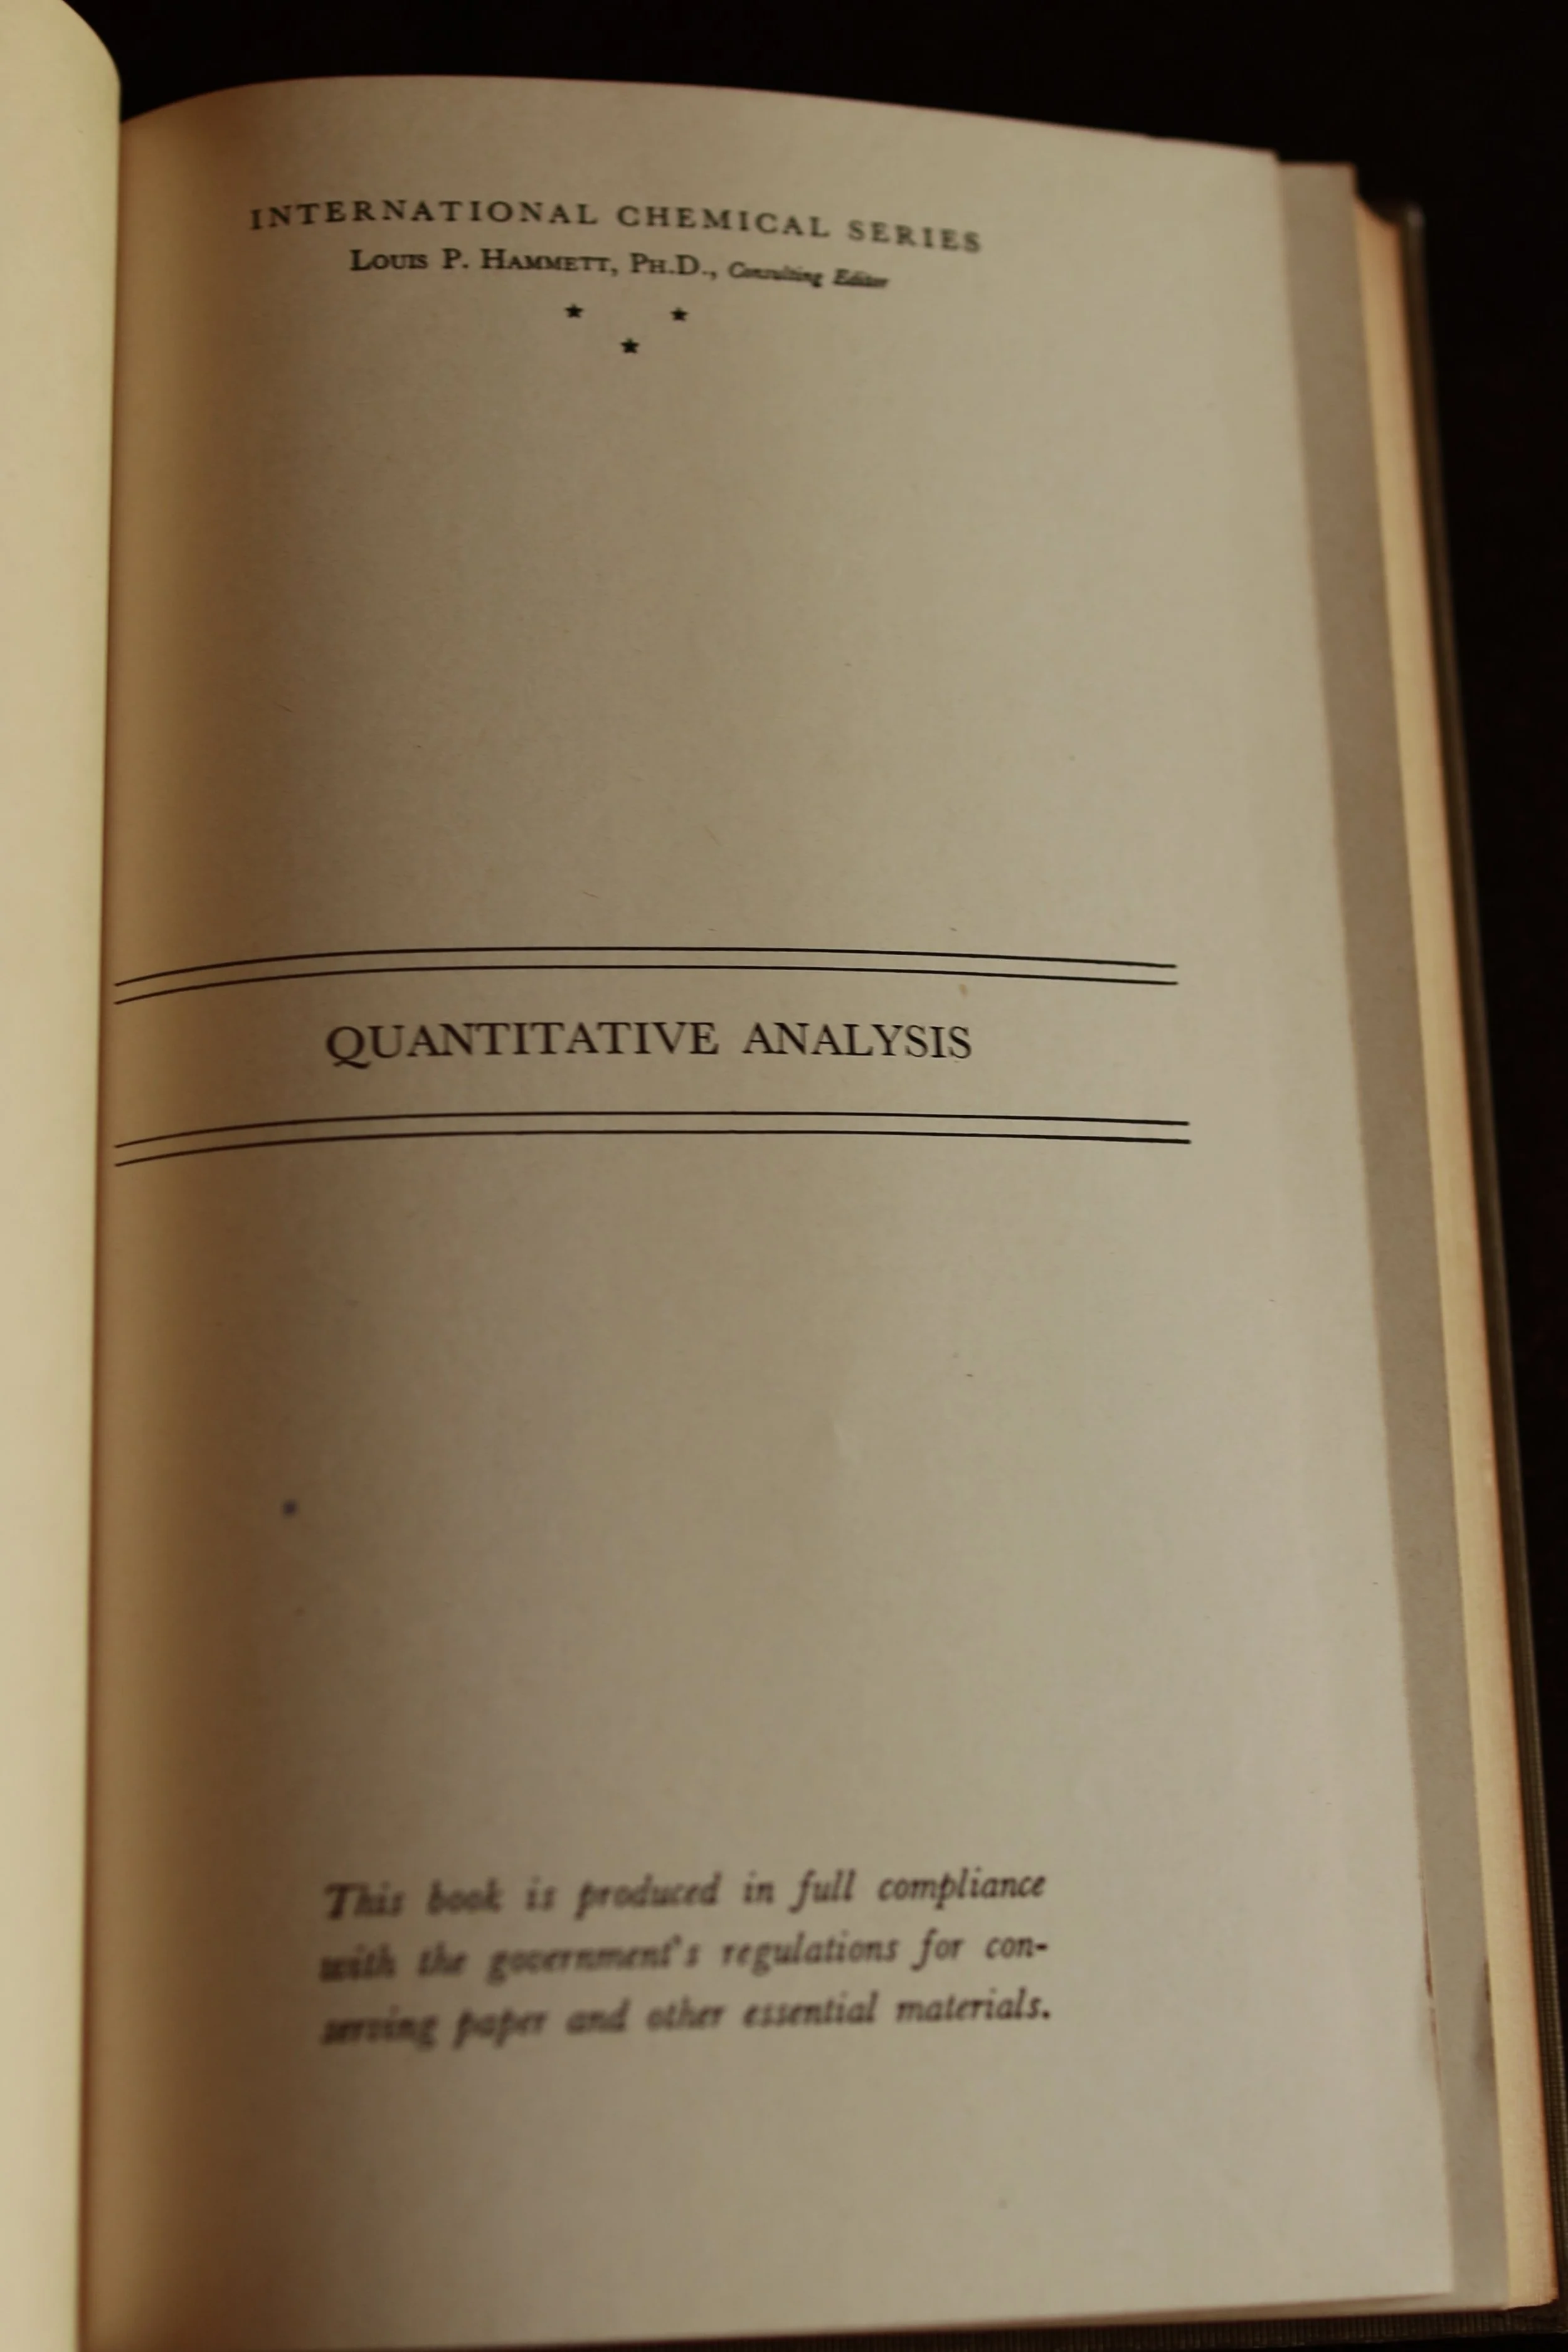 INTERNATIONAL CHEMICAL SERIES
Louis P. Hammett, Ph.D., Consulting Editor
QUANTITATIVE ANALYSIS
This book is produced in full compliance
with the government's regulations for con-
serving paper and other essential materials.